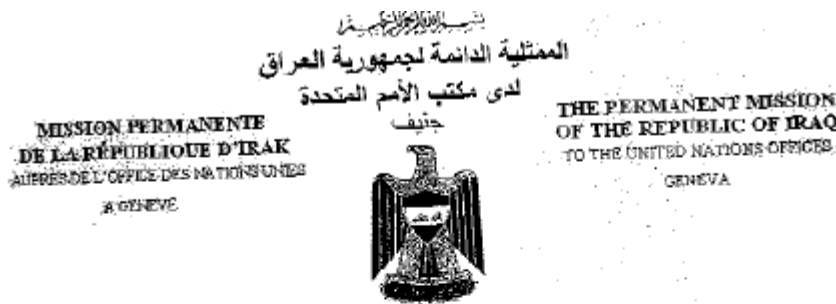 بسم الله الرحمن الرحيم
الممثلية الدائمة لجمهورية العراق
لدى مكتب الأمم المتحدة
جنيف
MISSION PERMANENTE
DE LA RÉPUBLIQUE D'IRAK
AUPRES DE L'OFFICE DES NATIONS UNIES
A GENEVE
THE PERMANENT MISSION
OF THE REPUBLIC OF IRAQ
TO THE UNITED NATIONS OFFICES
GENEVA